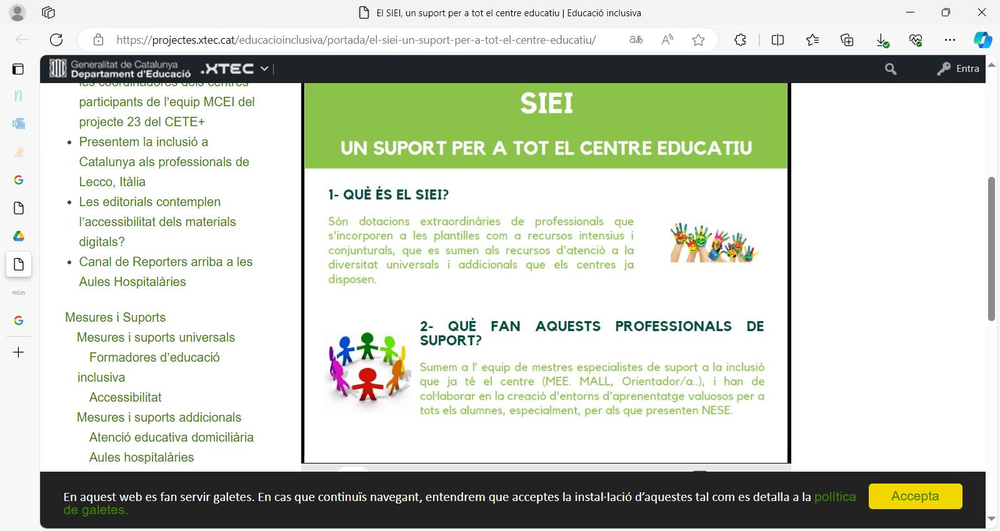 El SIEI, un suport per a tot el centre educatiu | Educació inclusiva
https://projectes.xtec.cat/educacioinclusiva/portada/el-siei-un-suport-per-a-tot-el-centre-educatiu/
Generalitat de Catalunya
Departament d'Educació
.XTEC
Entra
les coordinadores dels centres
participants de l'equip MCEI del
projecte 23 del CETE+
Presentem la inclusió a
Catalunya als professionals de
Lecco, Itàlia
Les editorials contemplen
l'accessibilitat dels materials
digitals?
Canal de Reporters arriba a les
Aules Hospitalàries
Mesures i Suports
Mesures i suports universals
Formadores d'educació
inclusiva
Accessibilitat
Mesures i suports addicionals
Atenció educativa domiciliària
Aules hospitalàries
SIEI
UN SUPORT PER A TOT EL CENTRE EDUCATIU
1- QUÈ ÉS EL SIEI?
Són dotacions extraordinàries de professionals que
s'incorporen a les plantilles com a recursos intensius i
conjunturals, que es sumen als recursos d'atenció a la
diversitat universals i addicionals que els centres ja
disposen.
2- QUÈ FAN AQUESTS PROFESSIONALS DE
SUPORT?
Sumem a l' equip de mestres especialistes de suport a la inclusió
que ja té el centre (MEE. MALL, Orientador/a..), i han de
col·laborar en la creació d'entorns d'aprenentatge valuosos per a
tots els alumnes, especialment, per als que presenten NESE.
red.es
En aquest web es fan servir galetes. En cas que continuïs navegant, entendrem que acceptes la instal·lació d'aquestes tal com es detalla a la política
de galetes.
Accepta